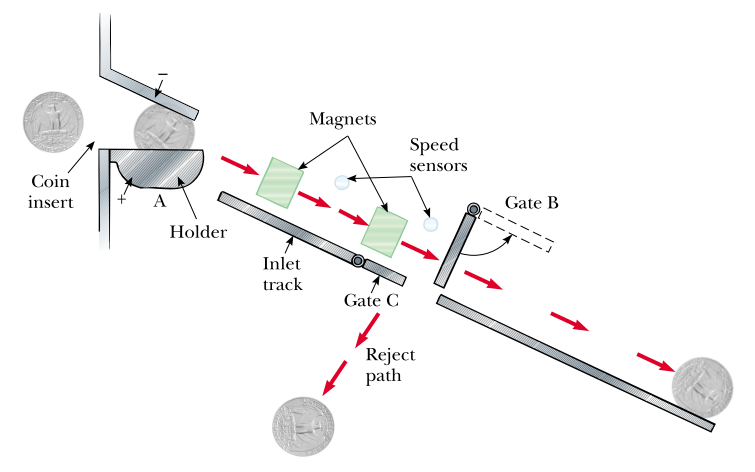 −
Magnets
Speed
sensors
Coin
insert
+
A
Holder
Gate B
Inlet
track
Gate C
Reject
path